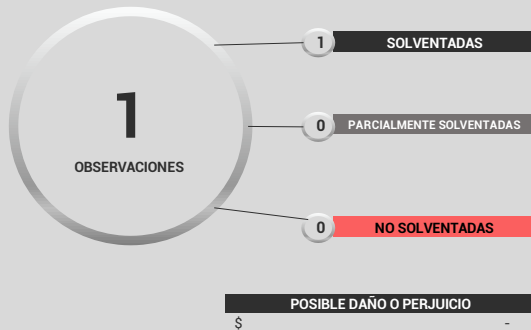 1
OBSERVACIONES
1 SOLVENTADAS
0 PARCIALMENTE SOLVENTADAS
0 NO SOLVENTADAS
POSIBLE DAÑO O PERJUICIO
$ -